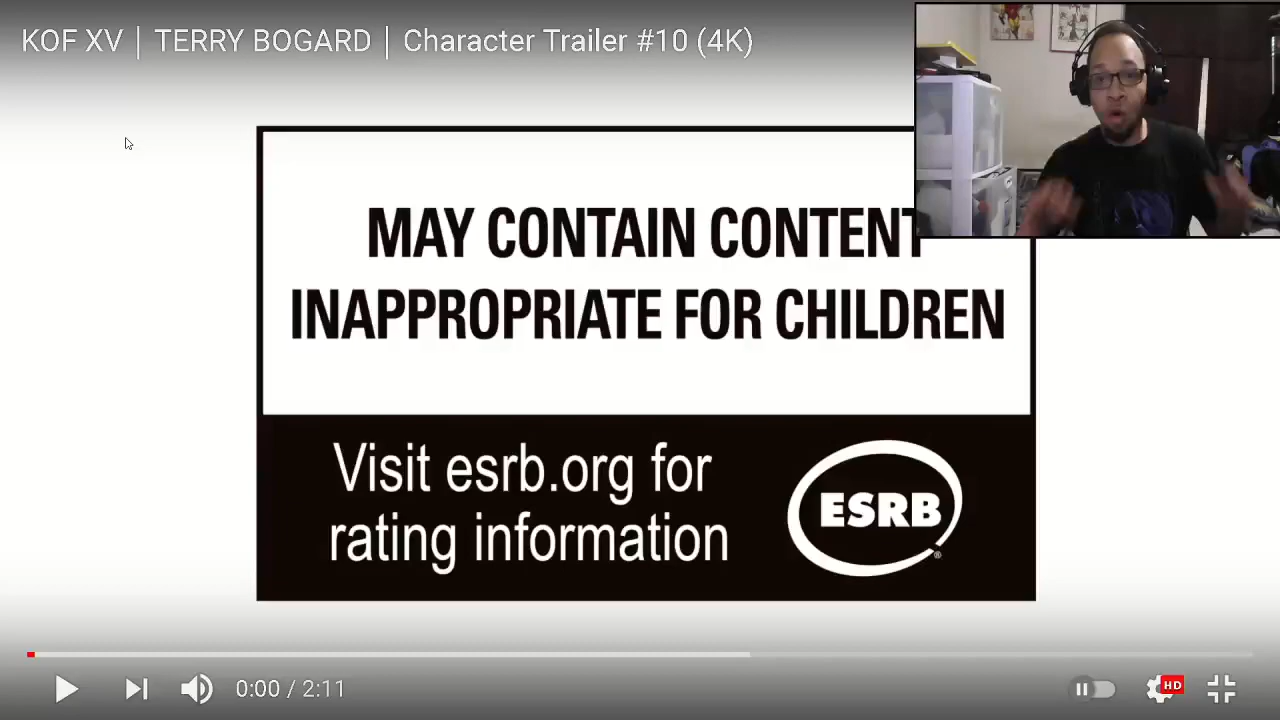 KOF XV | TERRY BOGARD | Character Trailer #10 (4K)
MAY CONTAIN CONTENT
INAPPROPRIATE FOR CHILDREN
Visit esrb.org for
rating information
ESRB
®
0:00 / 2:11
HD